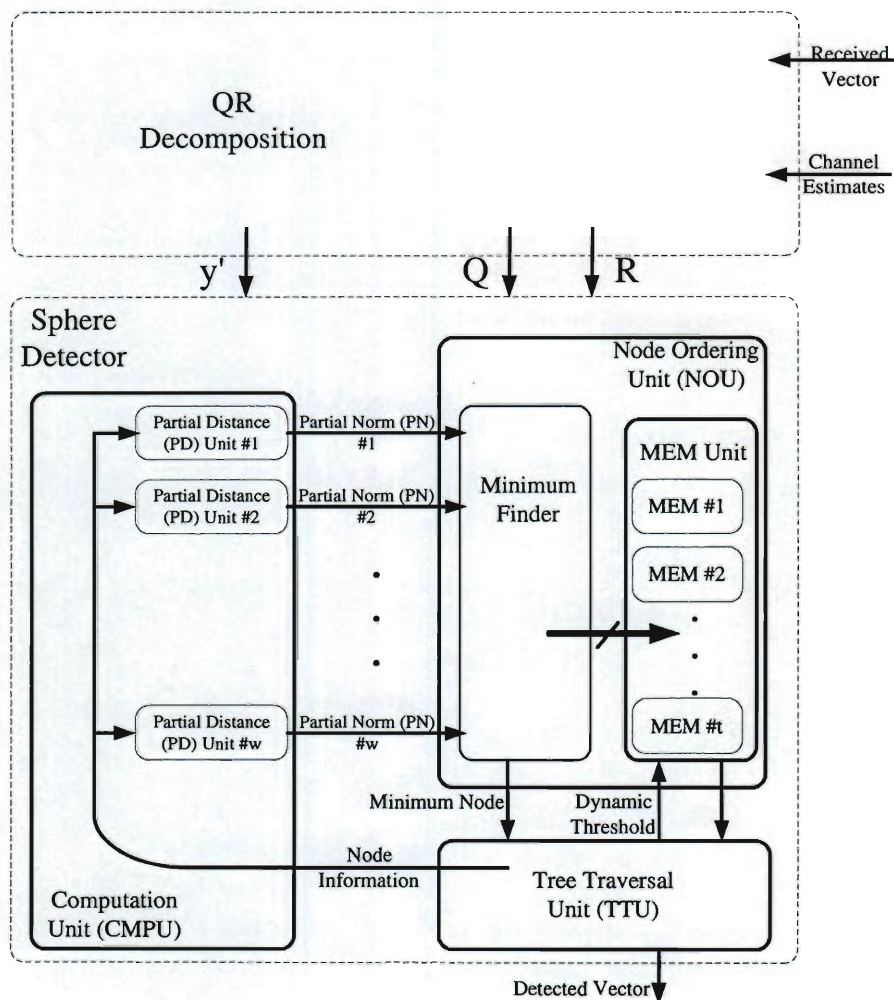 QR
Decomposition
Received
Vector
Channel
Estimates
y'
Q
R
Sphere
Detector
Node Ordering
Unit (NOU)
Partial Distance
(PD) Unit #1
Partial Norm (PN)
#1
Partial Distance
(PD) Unit #2
Partial Norm (PN)
#2
Partial Distance
(PD) Unit #w
Partial Norm (PN)
#w
Minimum
Finder
MEM Unit
MEM #1
MEM #2
MEM #t
Minimum Node
Dynamic
Threshold
Node
Information
Tree Traversal
Unit (TTU)
Computation
Unit (CMPU)
Detected Vector